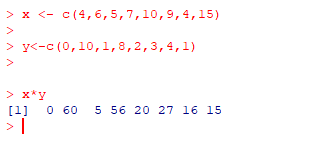 > x <- c(4,6,5,7,10,9,4,15)
>
> y<-c(0,10,1,8,2,3,4,1)
>
> x*y
[1]  0 60  5 56 20 27 16 15
>